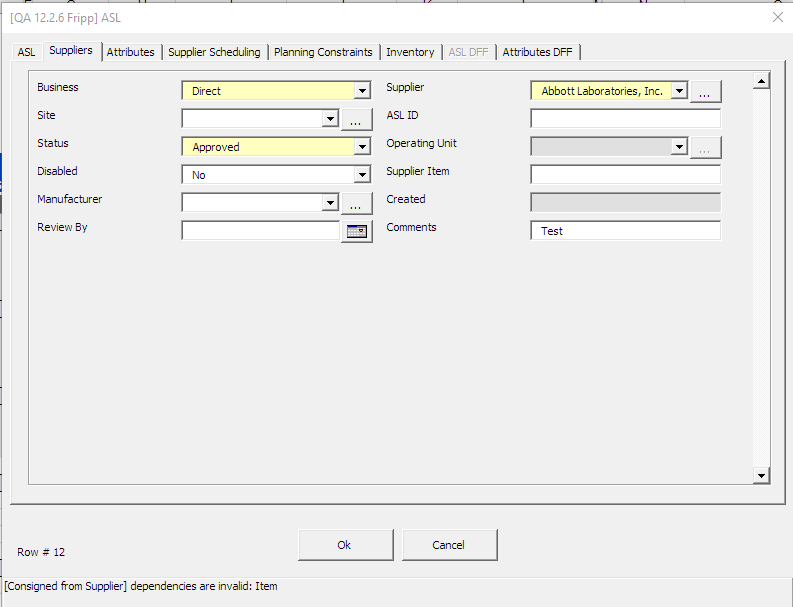 [QA 12.2.6 Fripp] ASL
ASL Suppliers Attributes Supplier Scheduling Planning Constraints Inventory ASL DFF Attributes DFF
Business Direct Supplier Abbott Laboratories, Inc. ...
Site ... ASL ID
Status Approved Operating Unit ...
Disabled No Supplier Item
Manufacturer ... Created
Review By Comments Test
Ok Cancel
Row # 12
[Consigned from Supplier] dependencies are invalid: Item